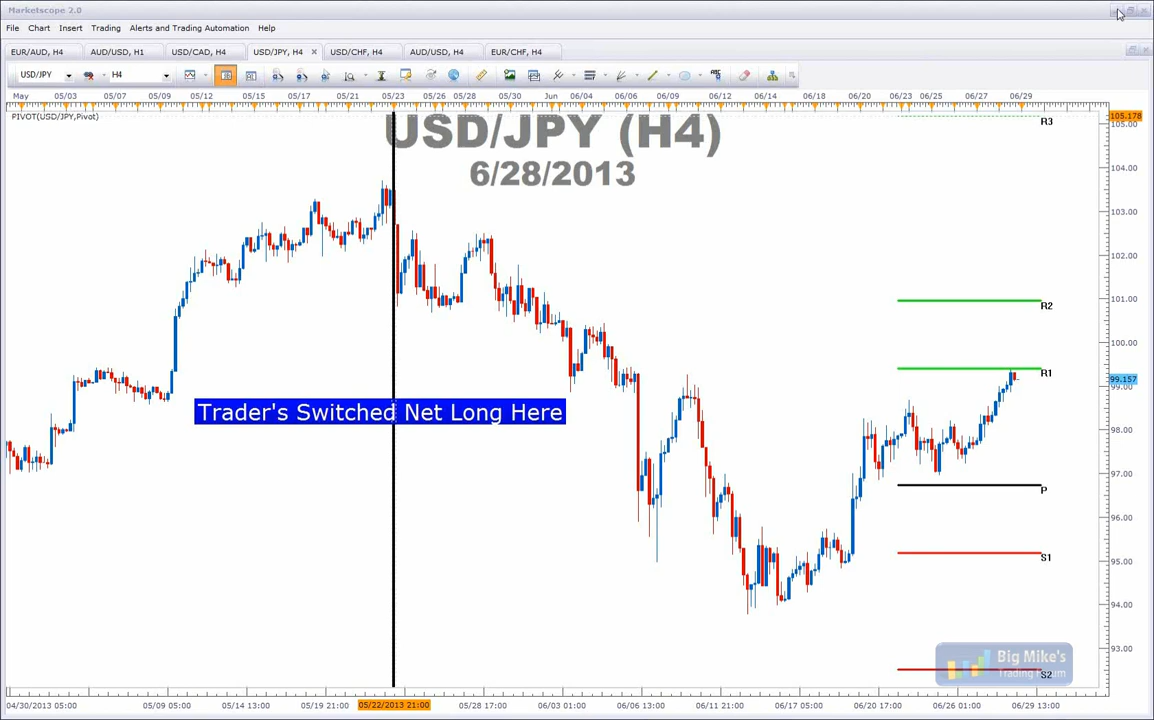 Marketscope 2.0
File Chart Insert Trading Alerts and Trading Automation Help
EUR/AUD, H4 AUD/USD, H1 USD/CAD, H4 USD/JPY, H4 USD/CHF, H4 AUD/USD, H4 EUR/CHF, H4
USD/JPY H4
May 05/03 05/07 05/09 05/12 05/15 05/17 05/19 05/21 05/23 05/26 05/28 05/30 Jun 06/04 06/06 06/09 06/11 06/14 06/18 06/20 06/23 06/25 06/27 06/29
PIVOT(USD/JPY,Pivot)
USD/JPY (H4)
6/28/2013
R3
105.178
105.00
104.00
103.00
102.00
R2
101.00
100.00
R1
99.157
99.00
Trader's Switched Net Long Here
98.00
97.00
P
96.00
S1
95.00
94.00
93.00
Big Mike's
Trading Forum
S2
04/30/2013 05:00 05/09 05:00 05/14 13:00 05/19 21:00 05/22/2013 21:00 05/28 17:00 06/03 01:00 06/06 13:00 06/11 21:00 06/17 05:00 06/20 17:00 06/26 01:00 06/29 13:00